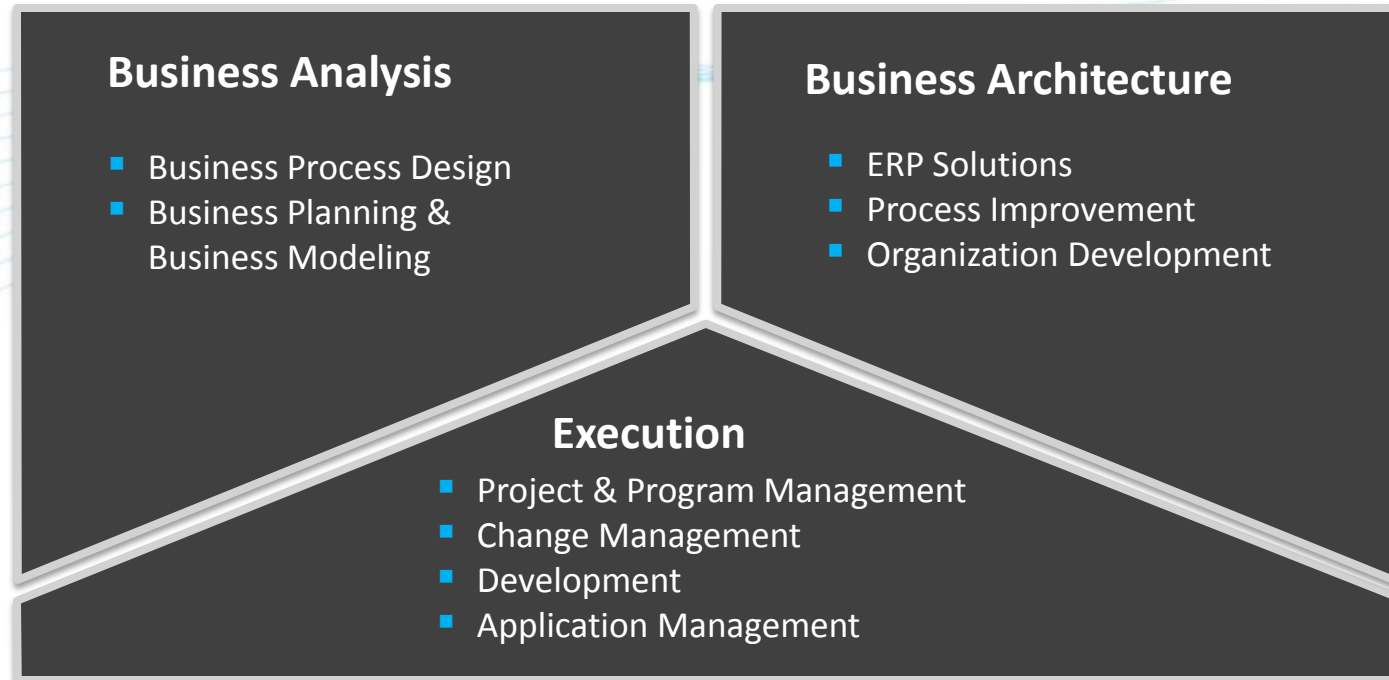 Business Analysis
▪ Business Process Design
▪ Business Planning &
Business Modeling
Business Architecture
▪ ERP Solutions
▪ Process Improvement
▪ Organization Development
Execution
▪ Project & Program Management
▪ Change Management
▪ Development
▪ Application Management